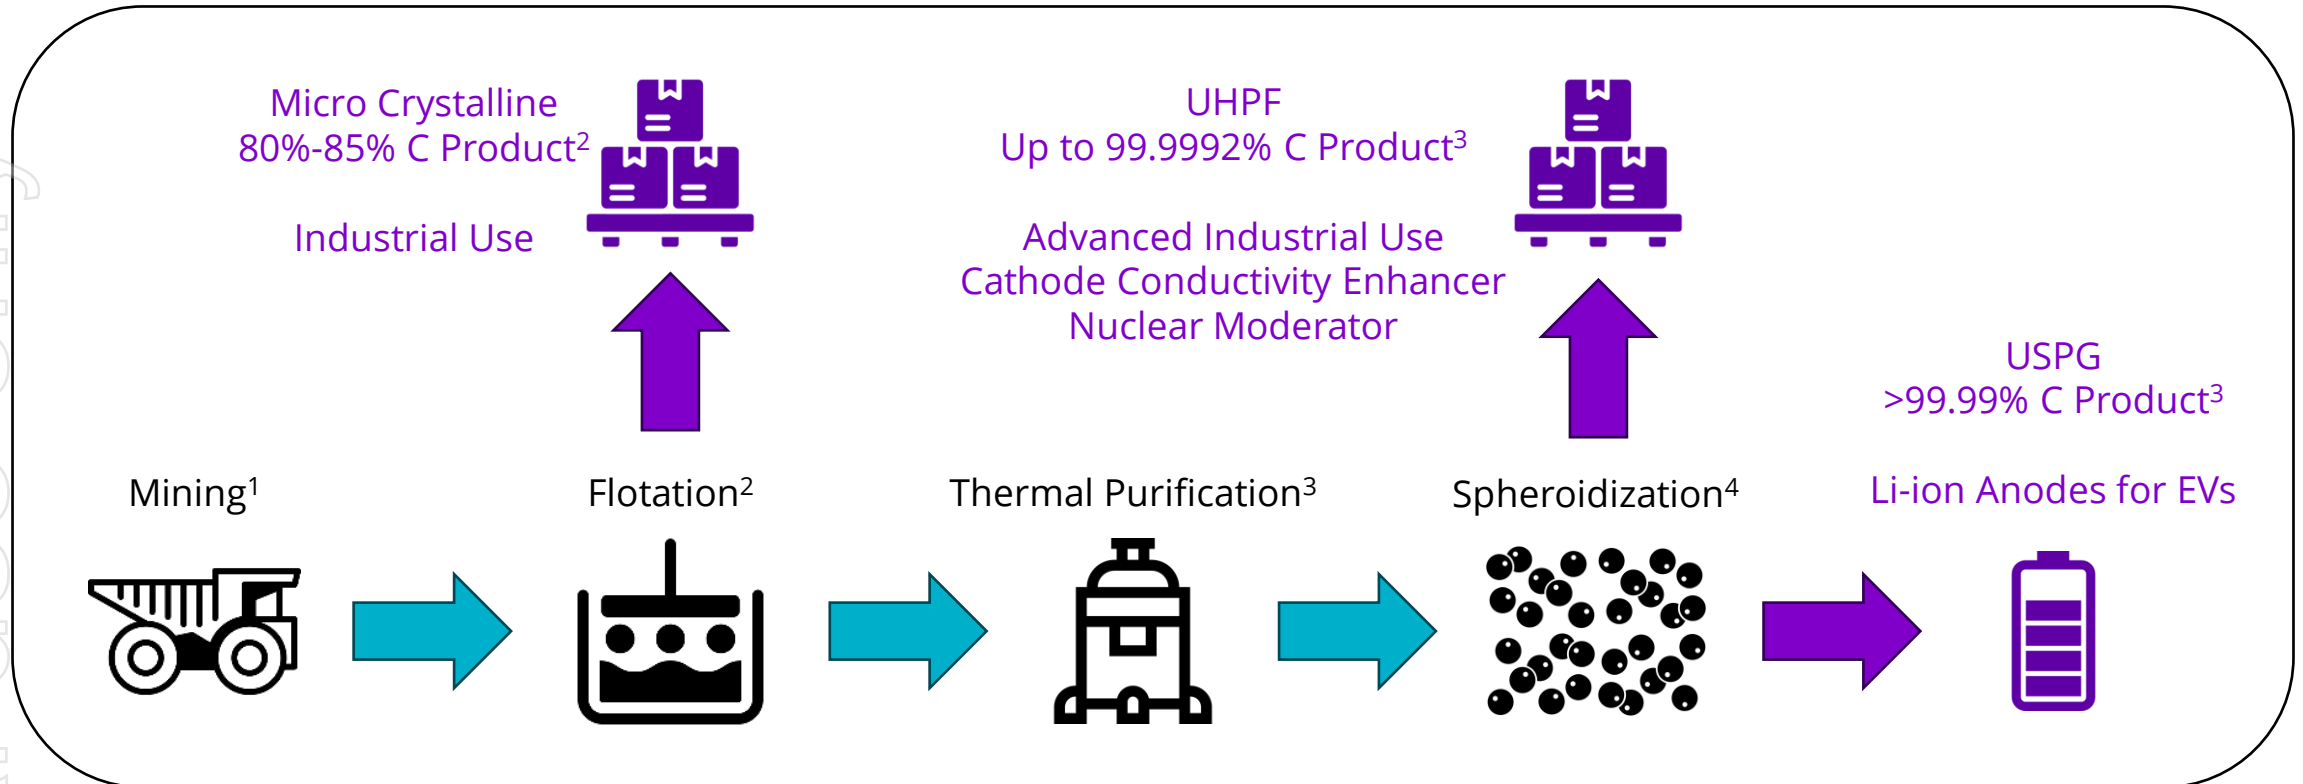 Micro Crystalline
80%-85% C Product²
Industrial Use
UHPF
Up to 99.9992% C Product³
Advanced Industrial Use
Cathode Conductivity Enhancer
Nuclear Moderator
USPG
>99.99% C Product³
Li-ion Anodes for EVs
Mining¹
Flotation²
Thermal Purification³
Spheroidization⁴